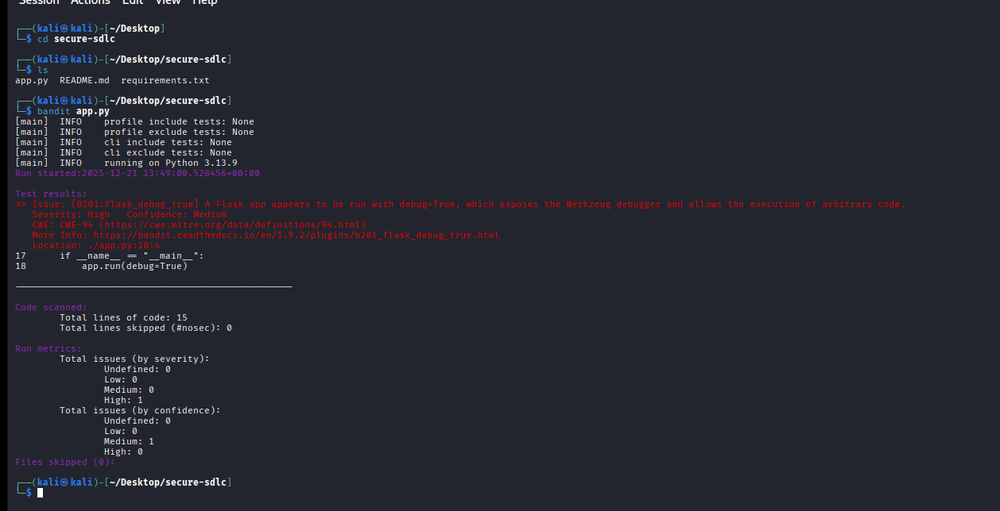 Session Actions Edit View Help
┌──(kali㉿kali)-[~/Desktop]
└─$ cd secure-sdlc
┌──(kali㉿kali)-[~/Desktop/secure-sdlc]
└─$ ls
app.py  README.md  requirements.txt
┌──(kali㉿kali)-[~/Desktop/secure-sdlc]
└─$ bandit app.py
[main]  INFO    profile include tests: None
[main]  INFO    profile exclude tests: None
[main]  INFO    cli include tests: None
[main]  INFO    cli exclude tests: None
[main]  INFO    running on Python 3.13.9
Run started:2025-12-21 13:49:00.528456+00:00
Test results:
>> Issue: [B201:flask_debug_true] A Flask app appears to be run with debug=True, which exposes the Werkzeug debugger and allows the execution of arbitrary code.
   Severity: High   Confidence: Medium
   CWE: CWE-94 (https://cwe.mitre.org/data/definitions/94.html)
   More Info: https://bandit.readthedocs.io/en/1.9.2/plugins/b201_flask_debug_true.html
   Location: ./app.py:18:4
17      if __name__ == "__main__":
18          app.run(debug=True)
Code scanned:
        Total lines of code: 15
        Total lines skipped (#nosec): 0
Run metrics:
        Total issues (by severity):
                Undefined: 0
                Low: 0
                Medium: 0
                High: 1
        Total issues (by confidence):
                Undefined: 0
                Low: 0
                Medium: 1
                High: 0
Files skipped (0):
┌──(kali㉿kali)-[~/Desktop/secure-sdlc]
└─$